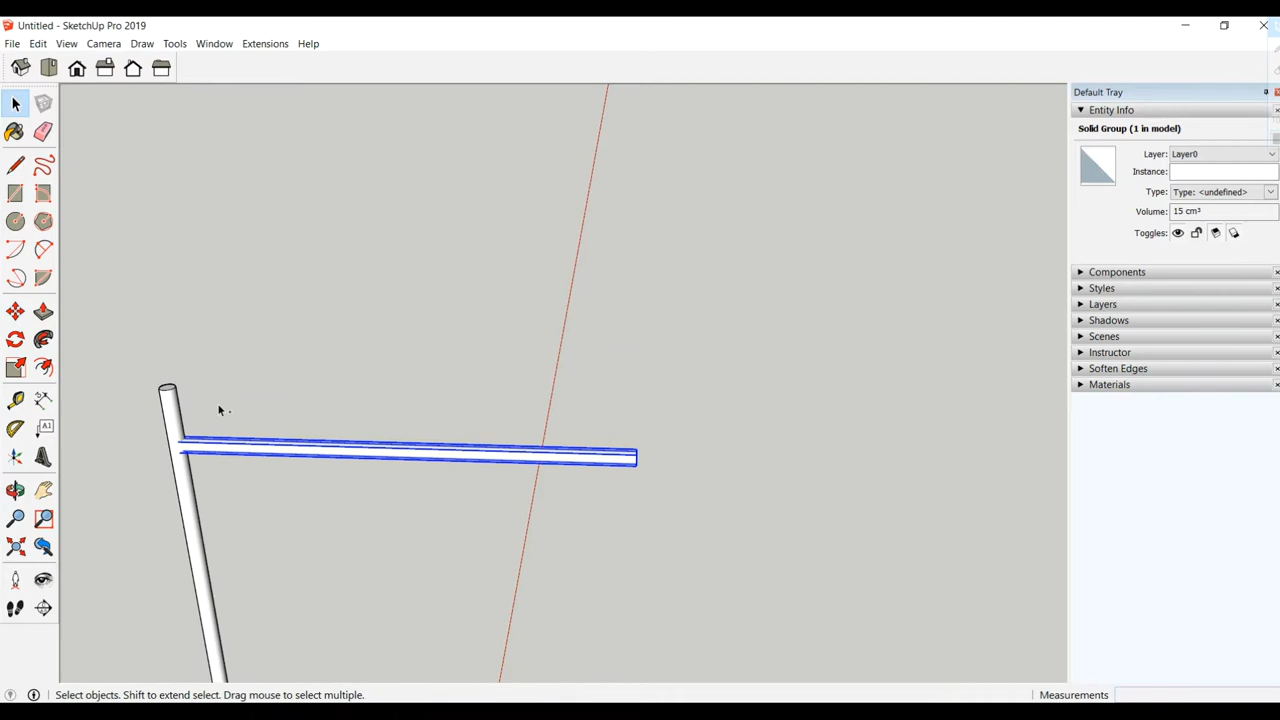 Untitled - SketchUp Pro 2019
File Edit View Camera Draw Tools Window Extensions Help
Default Tray
Entity Info
Solid Group (1 in model)
Layer: Layer0
Instance:
Type: Type: <undefined>
Volume: 15 cm³
Toggles:
Components
Styles
Layers
Shadows
Scenes
Instructor
Soften Edges
Materials
A1
Select objects. Shift to extend select. Drag mouse to select multiple.
Measurements